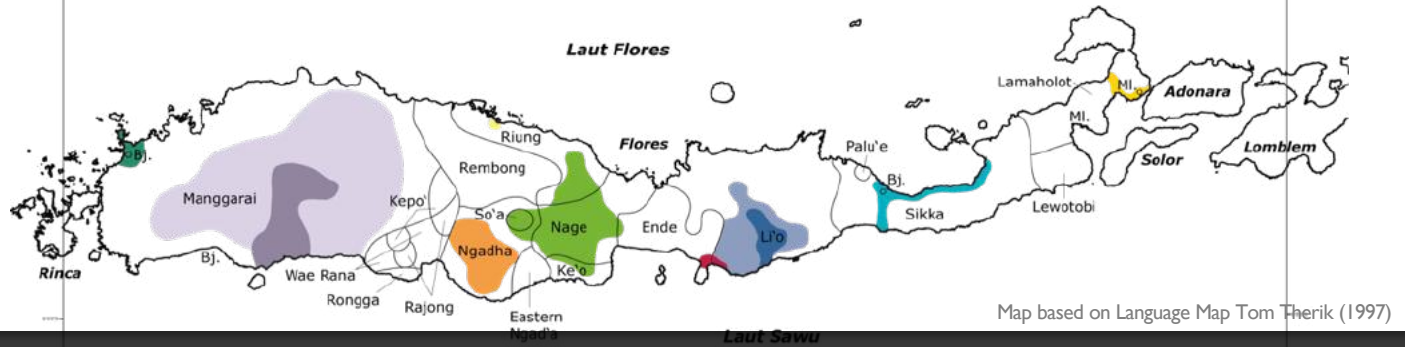 Laut Flores
Lamaholot
Ml.
Adonara
Ml.
Riung
Flores
Bj.
Palu'e
Solor
Lomblem
Rembong
Manggarai
Kepo'
Bj.
So'a
Nage
Ende
Li'o
Sikka
Lewotobi
Ngadha
Bj.
Rinca
Wae Rana
Ke'o
Rongga
Rajong
Eastern
Ngad'a
Map based on Language Map Tom Therik (1997)
Laut Sawu